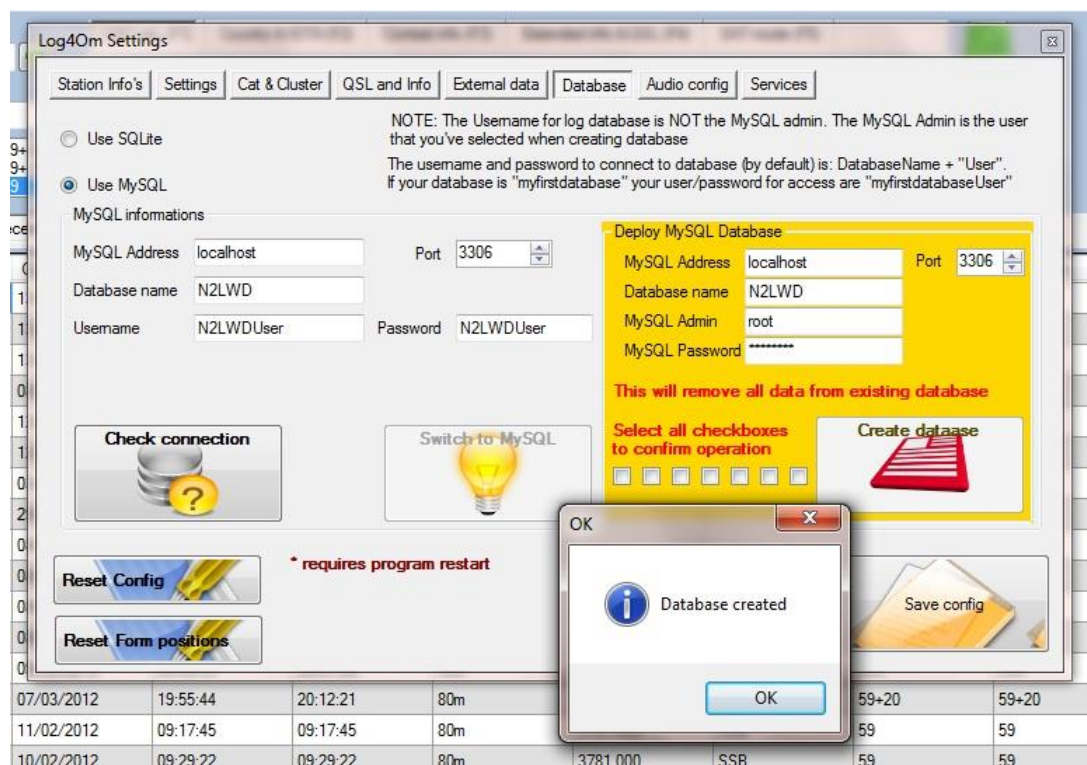 Log4Om Settings
Station Info's Settings Cat & Cluster QSL and Info External data Database Audio config Services
Use SQLite
NOTE: The Username for log database is NOT the MySQL admin. The MySQL Admin is the user
that you've selected when creating database
The username and password to connect to database (by default) is: DatabaseName + "User".
If your database is "myfirstdatabase" your user/password for access are "myfirstdatabaseUser"
Use MySQL
MySQL informations
MySQL Address localhost Port 3306
Database name N2LWD
Username N2LWDUser Password N2LWDUser
Deploy MySQL Database
MySQL Address localhost Port 3306
Database name N2LWD
MySQL Admin root
MySQL Password ********
This will remove all data from existing database
Select all checkboxes
to confirm operation
Create dataase
Check connection
Switch to MySQL
Reset Config
* requires program restart
Reset Form positions
OK
Database created
OK
Save config
07/03/2012 19:55:44 20:12:21 80m 59+20 59+20
11/02/2012 09:17:45 09:17:45 80m 59 59
10/02/2012 09:29:22 09:29:22 80m 3781.000 SSB 59 59